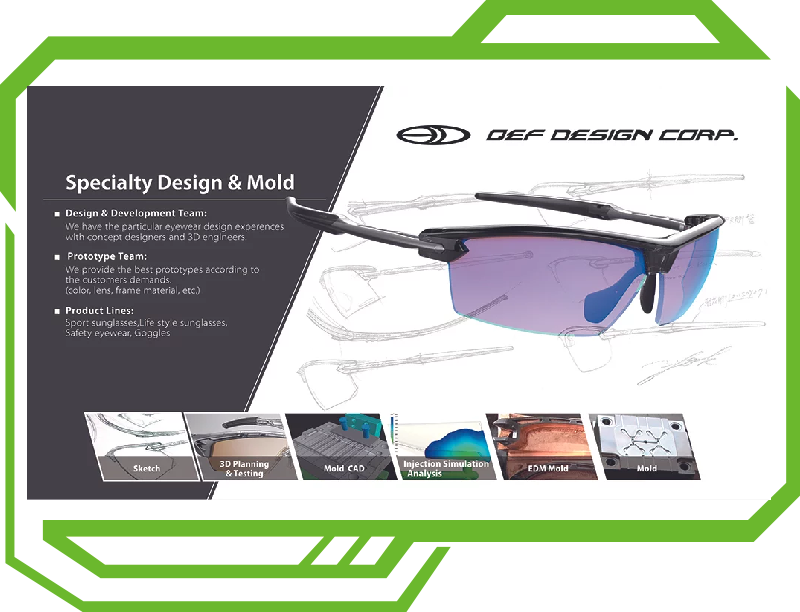 DEF DESIGN CORP.
Specialty Design & Mold
■ Design & Development Team:
We have the particular eyewear design experences
with concept designers and 3D engineers
■ Prototype Team:
We provide the best prototypes according to
the customers demands.
(color, lens, frame material, etc.)
■ Product Lines:
Sport sunglasses,Life style sunglasses,
Safety eyewear, Goggles
Sketch
3D Planning
& Testing
Mold CAD
Injection Simulation
Analysis
EDM Mold
Mold